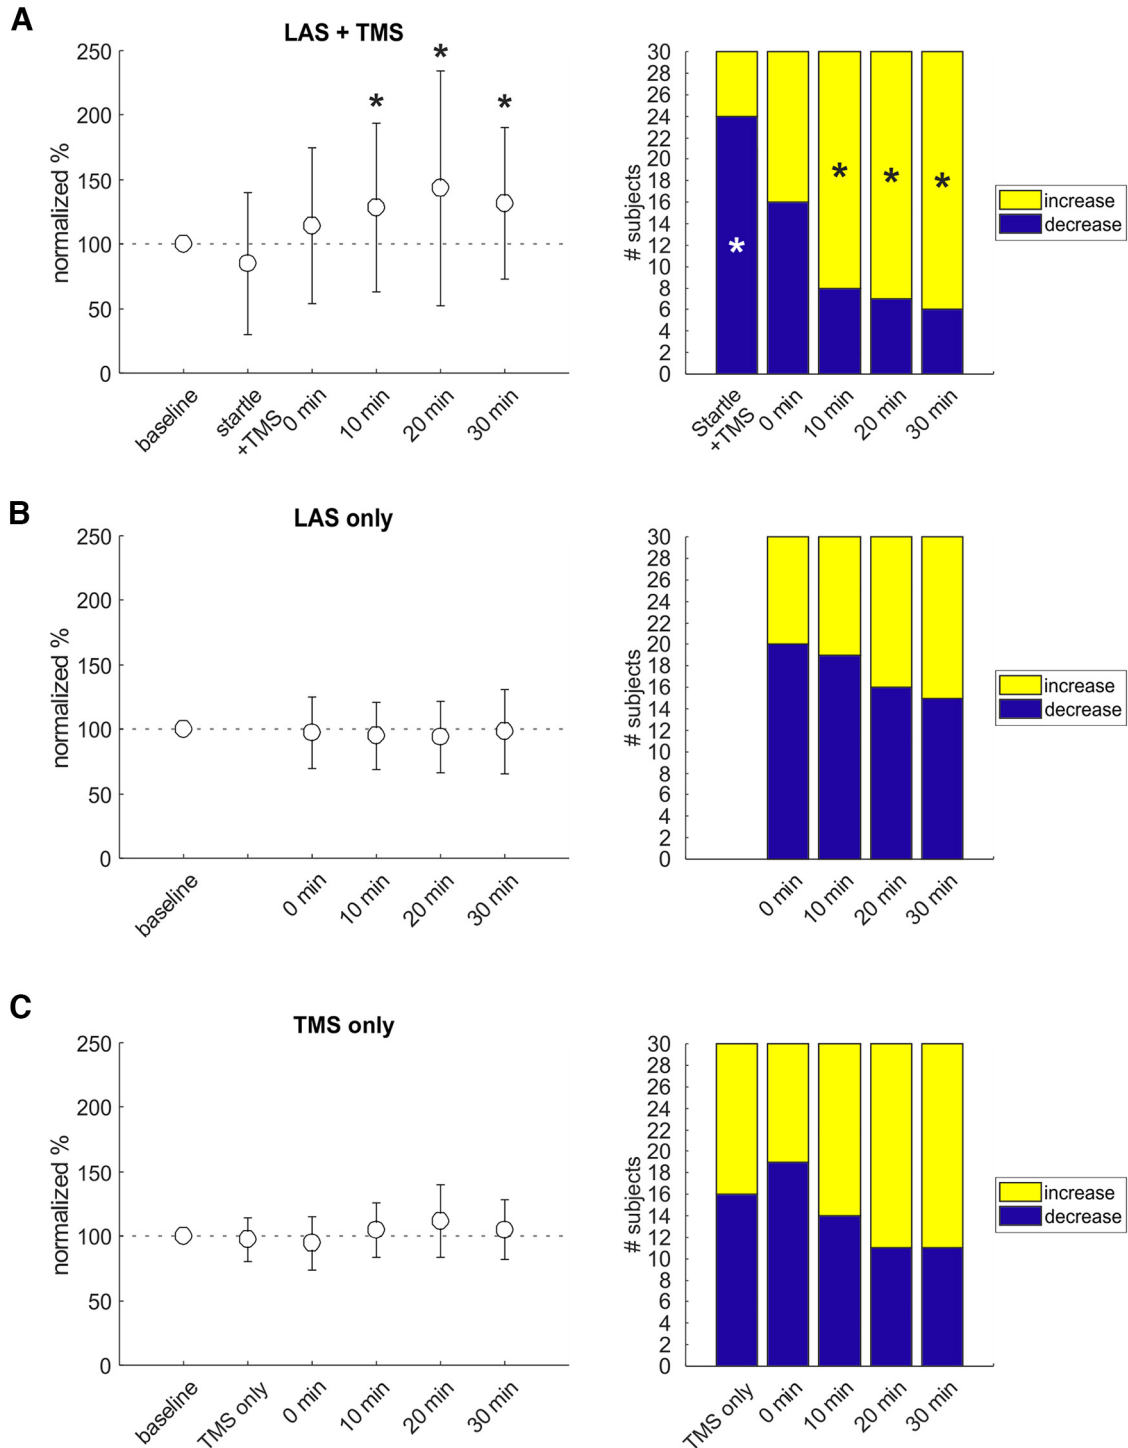 A
LAS + TMS
normalized %
250
200
150
100
50
0
*
*
*
baseline
startle
+TMS
0 min
10 min
20 min
30 min
# subjects
30
28
26
24
22
20
18
16
14
12
10
8
6
4
2
0
*
*
*
*
Startle
+TMS
0 min
10 min
20 min
30 min
increase
decrease
B
LAS only
normalized %
250
200
150
100
50
0
baseline
0 min
10 min
20 min
30 min
# subjects
30
28
26
24
22
20
18
16
14
12
10
8
6
4
2
0
0 min
10 min
20 min
30 min
increase
decrease
C
TMS only
normalized %
250
200
150
100
50
0
baseline
TMS only
0 min
10 min
20 min
30 min
# subjects
30
28
26
24
22
20
18
16
14
12
10
8
6
4
2
0
TMS only
0 min
10 min
20 min
30 min
increase
decrease